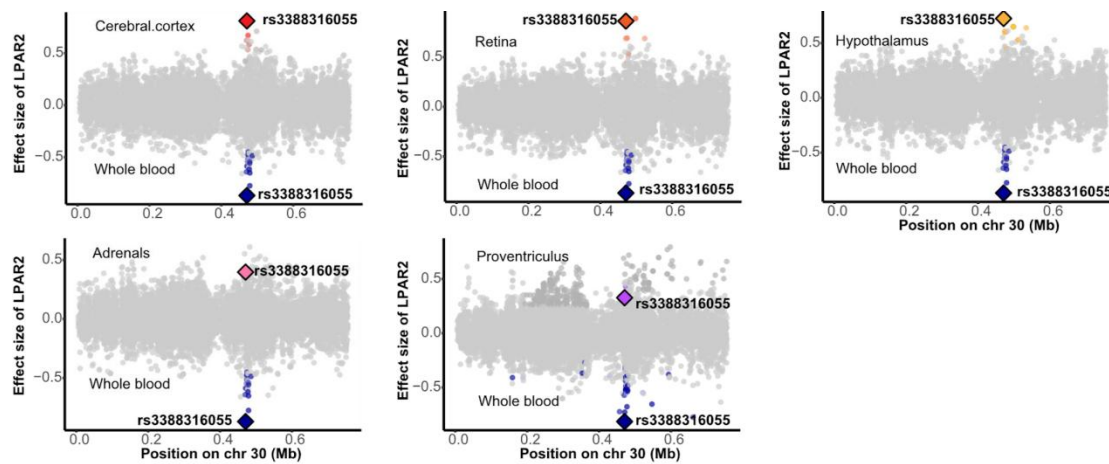 Effect size of LPAR2
0.5
0.0
−0.5
Cerebral.cortex
rs3388316055
Whole blood
rs3388316055
0.0 0.2 0.4 0.6
Effect size of LPAR2
0.5
0.0
−0.5
Retina
rs3388316055
Whole blood
rs3388316055
0.0 0.2 0.4 0.6
Effect size of LPAR2
0.5
0.0
−0.5
Hypothalamus
rs3388316055
Whole blood
rs3388316055
0.0 0.2 0.4 0.6
Position on chr 30 (Mb)
Effect size of LPAR2
0.5
0.0
−0.5
Adrenals
rs3388316055
Whole blood
rs3388316055
0.0 0.2 0.4 0.6
Position on chr 30 (Mb)
Effect size of LPAR2
0.5
0.0
−0.5
Proventriculus
rs3388316055
Whole blood
rs3388316055
0.0 0.2 0.4 0.6
Position on chr 30 (Mb)